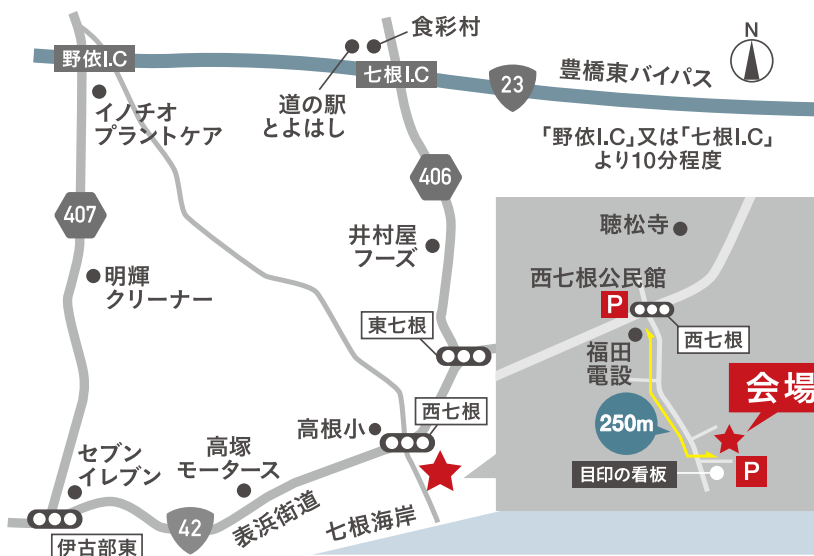 食彩村
N
野依I.C
七根I.C
23
豊橋東バイパス
道の駅
とよはし
イノチオ
プラントケア
「野依I.C」又は「七根I.C」
より10分程度
406
407
聴松寺
井村屋
フーズ
明輝
クリーナー
西七根公民館
P
西七根
東七根
福田
電設
会場
西七根
高根小
250m
高塚
モータース
セブン
イレブン
目印の看板
P
42
表浜街道
七根海岸
伊古部東